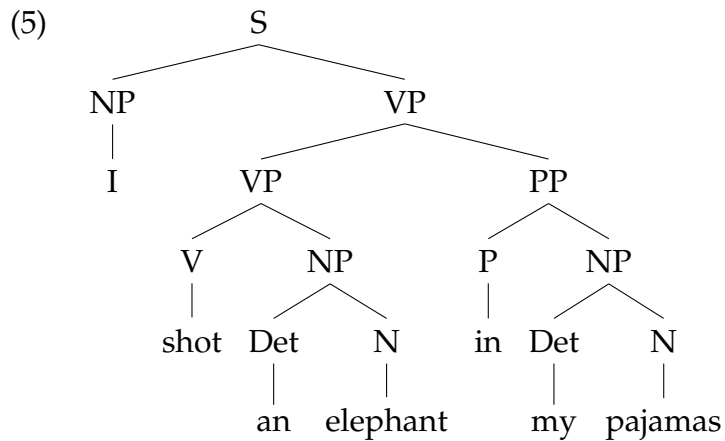 (5) S
NP VP
I VP PP
V NP P NP
shot Det N in Det N
an elephant my pajamas